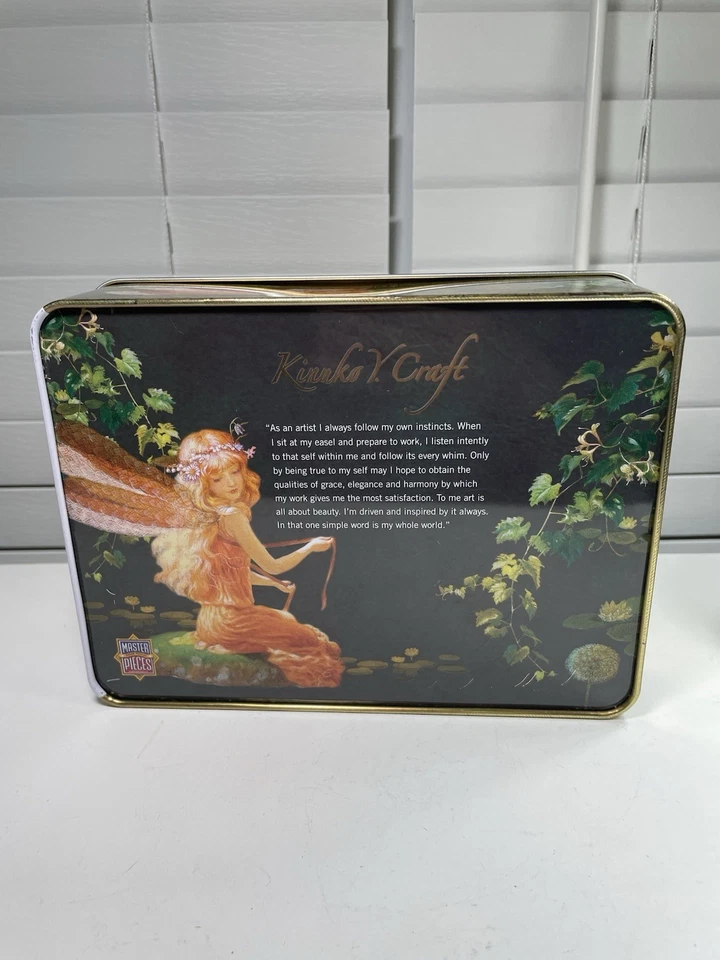 Kinuko Y. Craft
“As an artist I always follow my own instincts. When
I sit at my easel and prepare to work, I listen intently
to that self within me and follow its every whim. Only
by being true to my self may I hope to obtain the
qualities of grace, elegance and harmony by which
my work gives me the most satisfaction. To me art is
all about beauty. I’m driven and inspired by it always.
In that one simple word is my whole world.”
MASTER
PIECES